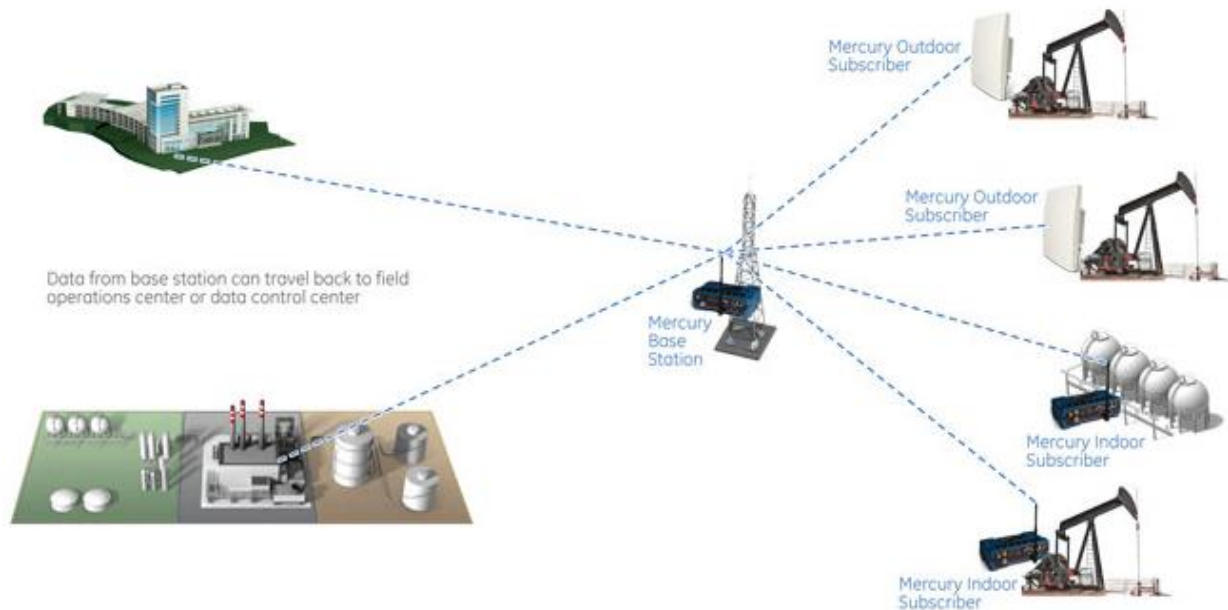 Mercury Outdoor
Subscriber
Mercury Outdoor
Subscriber
Data from base station can travel back to field
operations center or data control center
Mercury
Base
Station
Mercury Indoor
Subscriber
Mercury Indoor
Subscriber